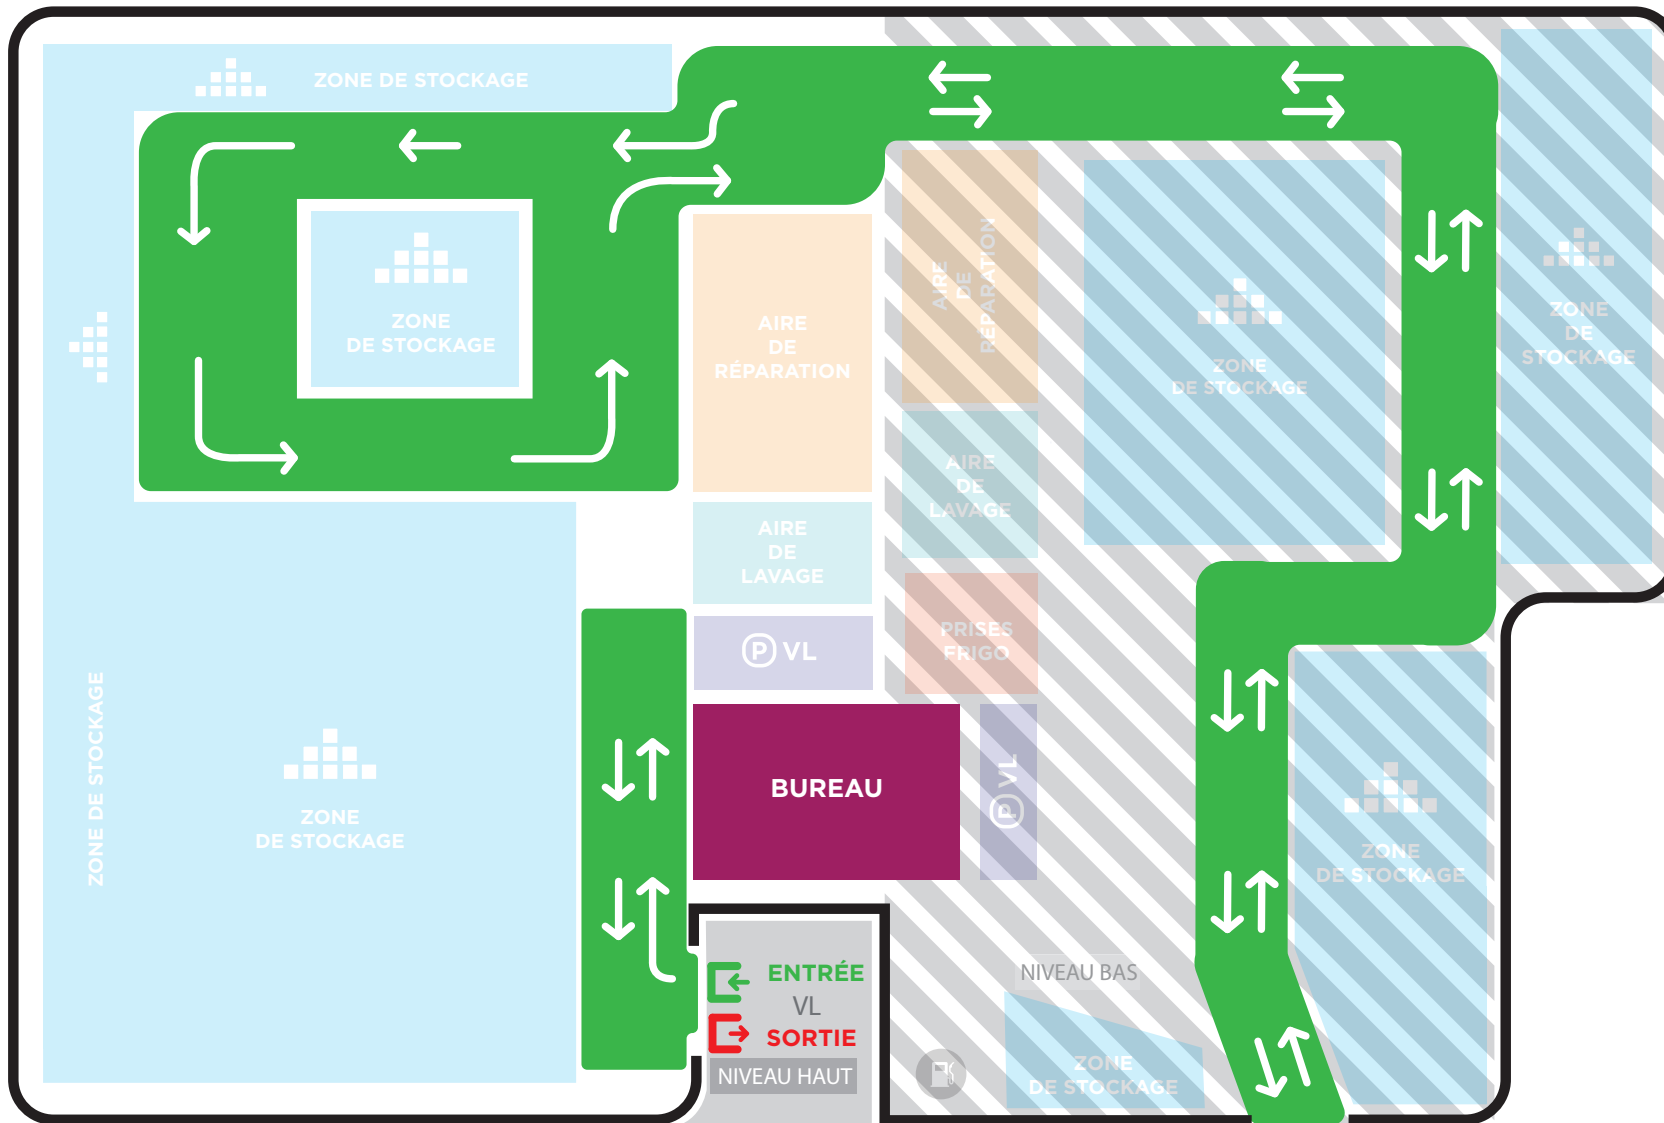 ZONE DE STOCKAGE
ZONE
DE STOCKAGE
AIRE
DE
RÉPARATION
AIRE
DE
RÉPARATION
ZONE
DE STOCKAGE
ZONE
DE
STOCKAGE
AIRE
DE
LAVAGE
AIRE
DE
LAVAGE
P VL
PRISES
FRIGO
ZONE DE STOCKAGE
ZONE
DE STOCKAGE
BUREAU
P VL
ZONE
DE STOCKAGE
ENTRÉE
VL
SORTIE
NIVEAU HAUT
NIVEAU BAS
ZONE
DE STOCKAGE